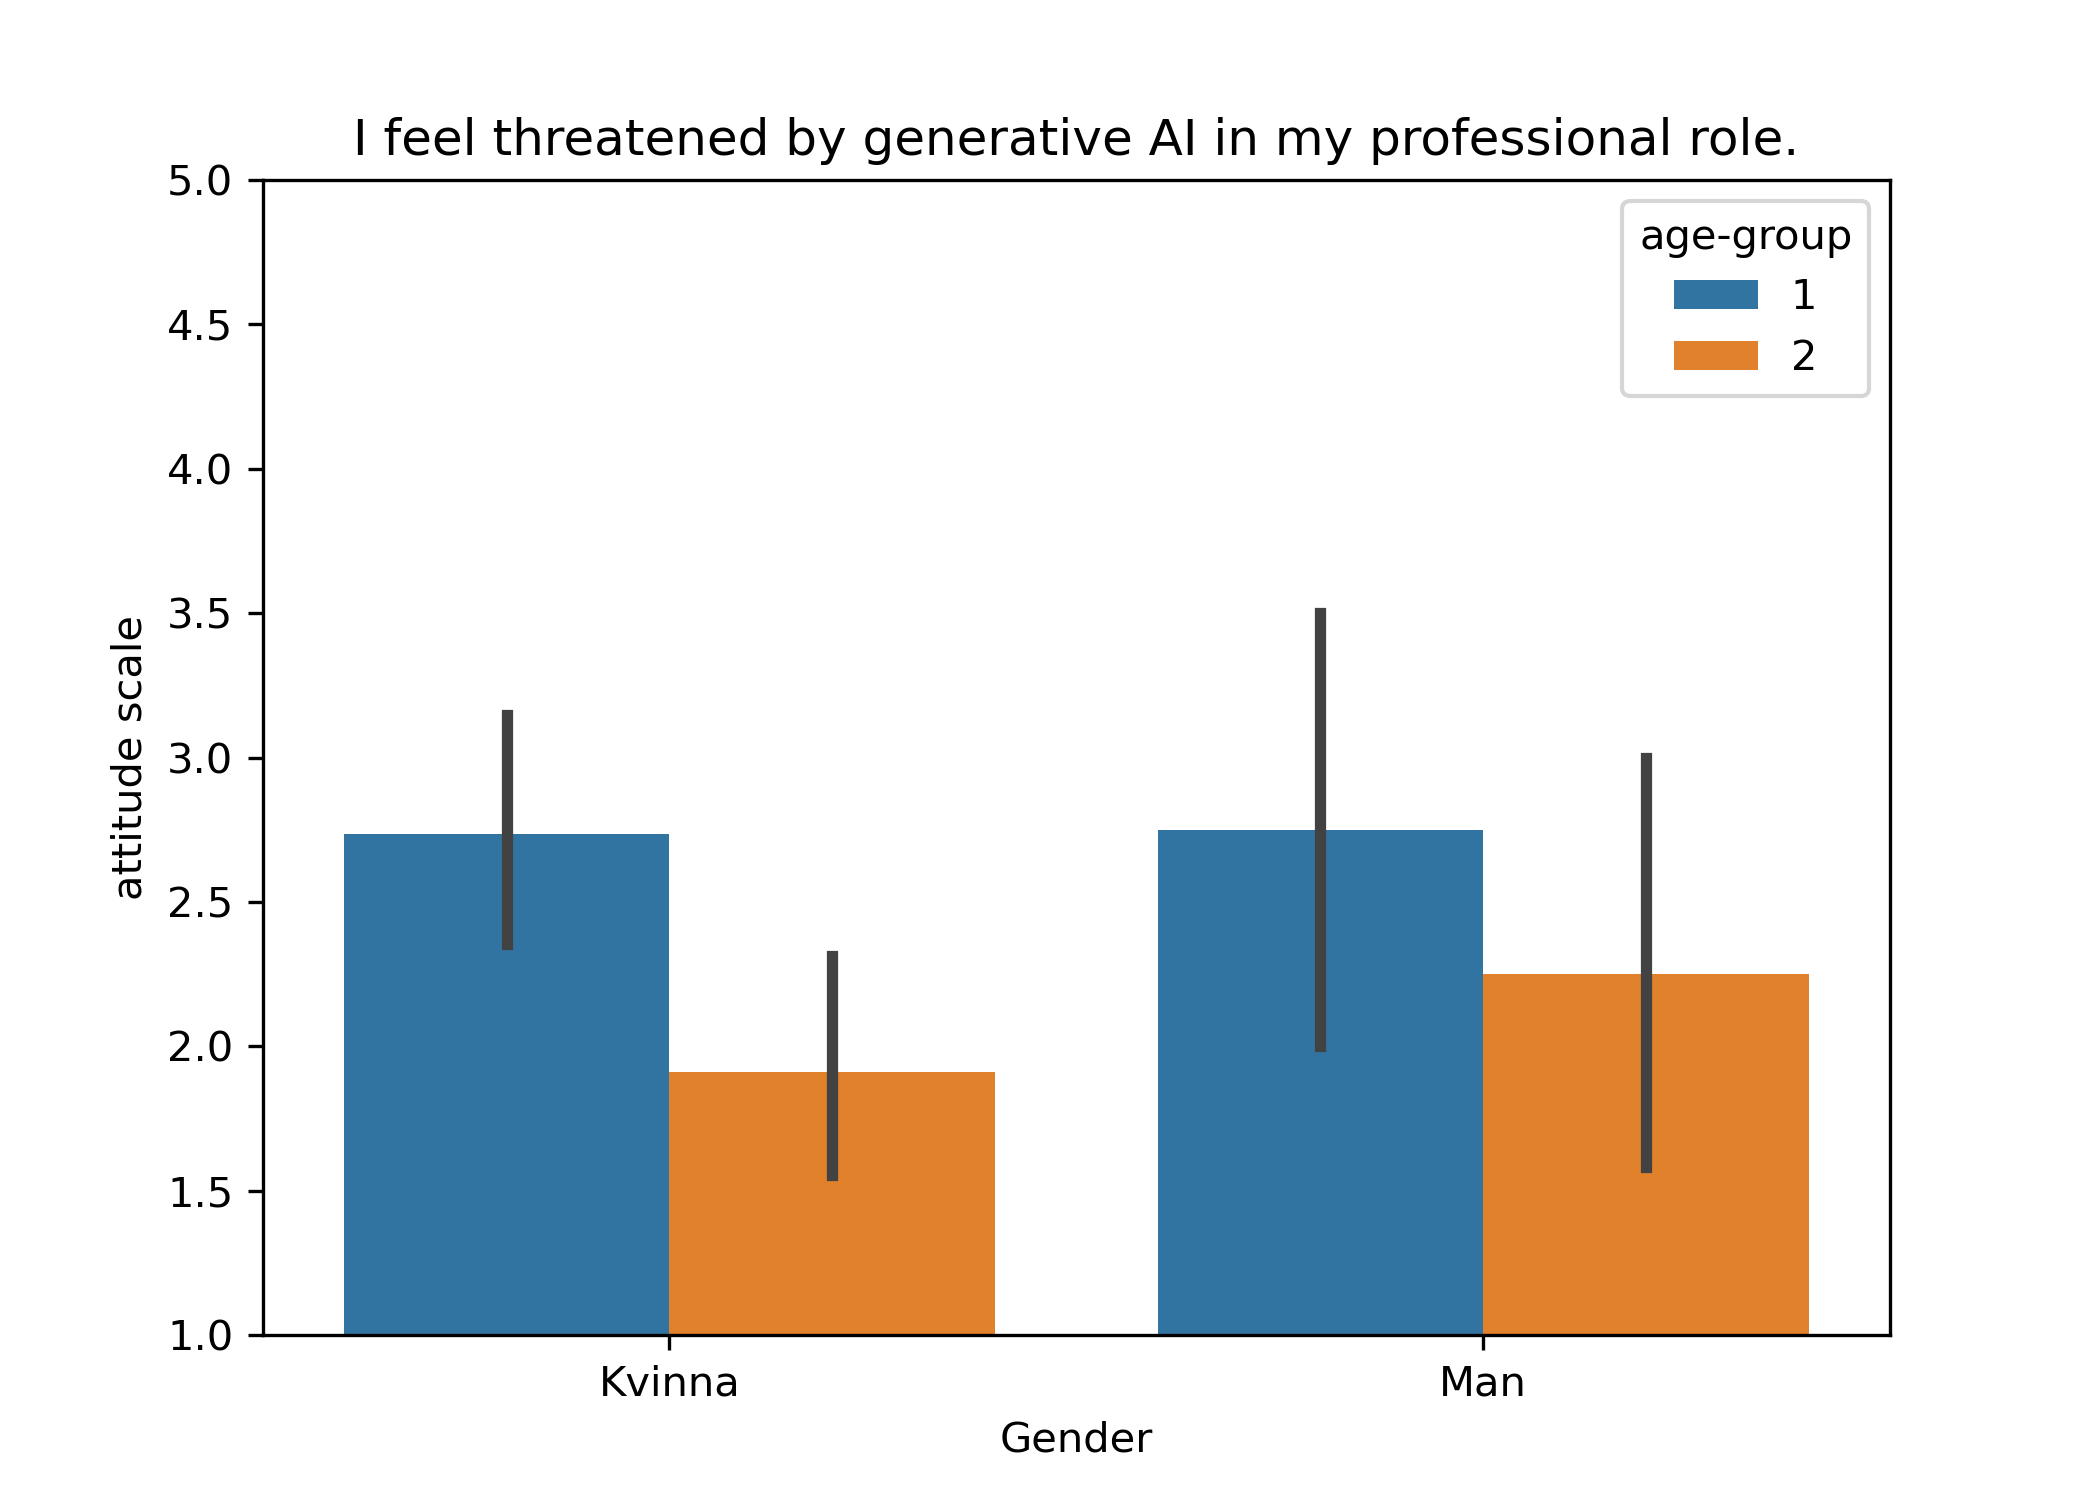 I feel threatened by generative AI in my professional role.
5.0
4.5
4.0
3.5
3.0
2.5
2.0
1.5
1.0
attitude scale
age-group
1
2
Kvinna
Man
Gender